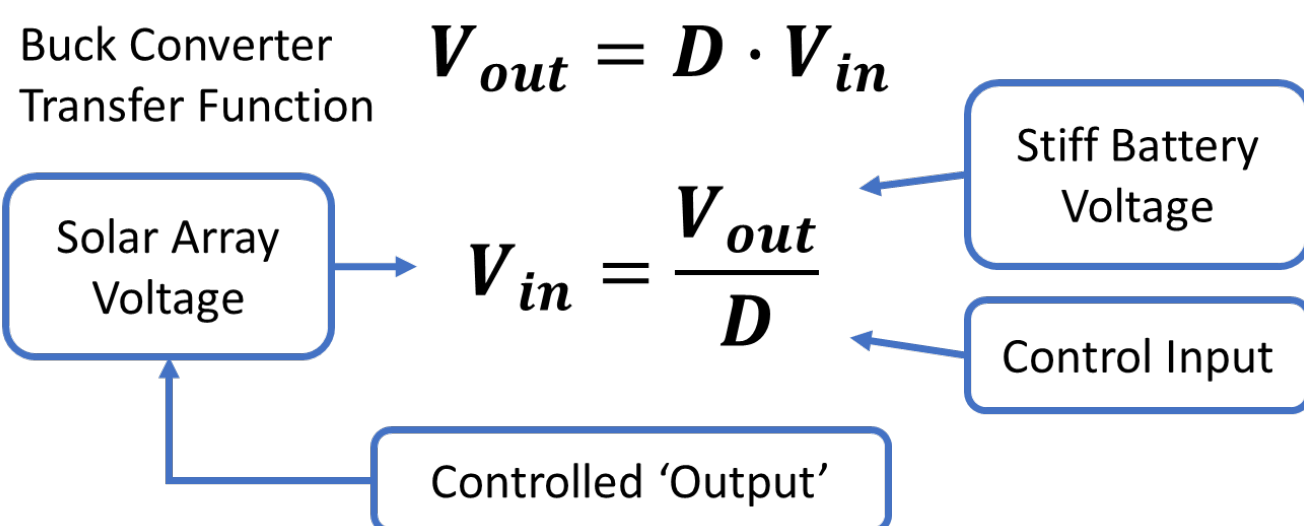 Buck Converter
Transfer Function
V_out = D · V_in
Stiff Battery
Voltage
Solar Array
Voltage
V_in = V_out / D
Control Input
Controlled ‘Output’